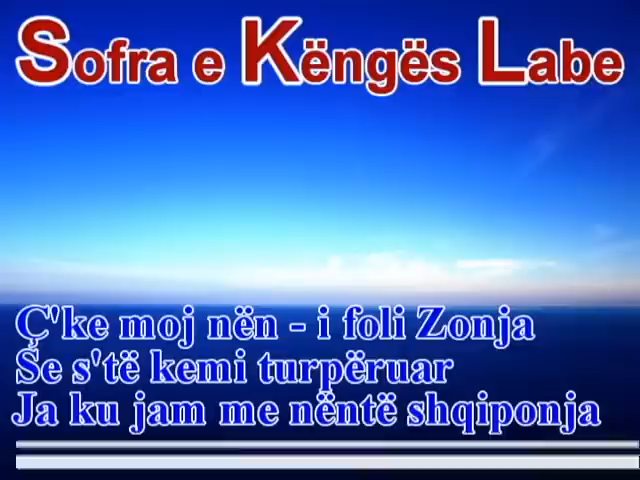 Sofra e Këngës Labe
Ç'ke moj nën - i foli Zonja
Se s'të kemi turpëruar
Ja ku jam me nëntë shqiponja